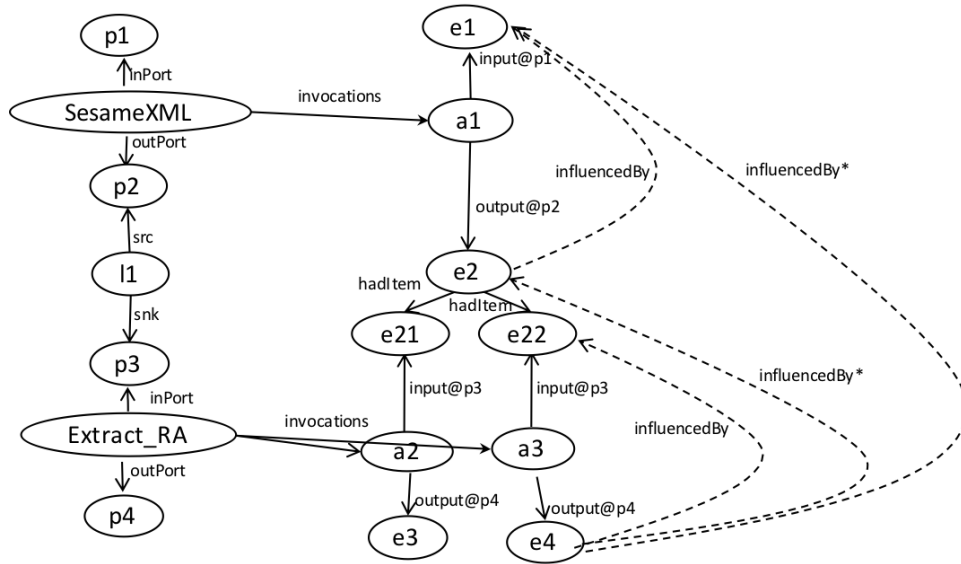 p1
e1
inPort
input@p1
SesameXML
invocations
a1
outPort
influencedBy
influencedBy*
p2
output@p2
src
l1
e2
hadItem
hadItem
snk
e21
e22
p3
input@p3
input@p3
influencedBy*
inPort
invocations
influencedBy
Extract_RA
a2
a3
outPort
output@p4
output@p4
p4
e3
e4